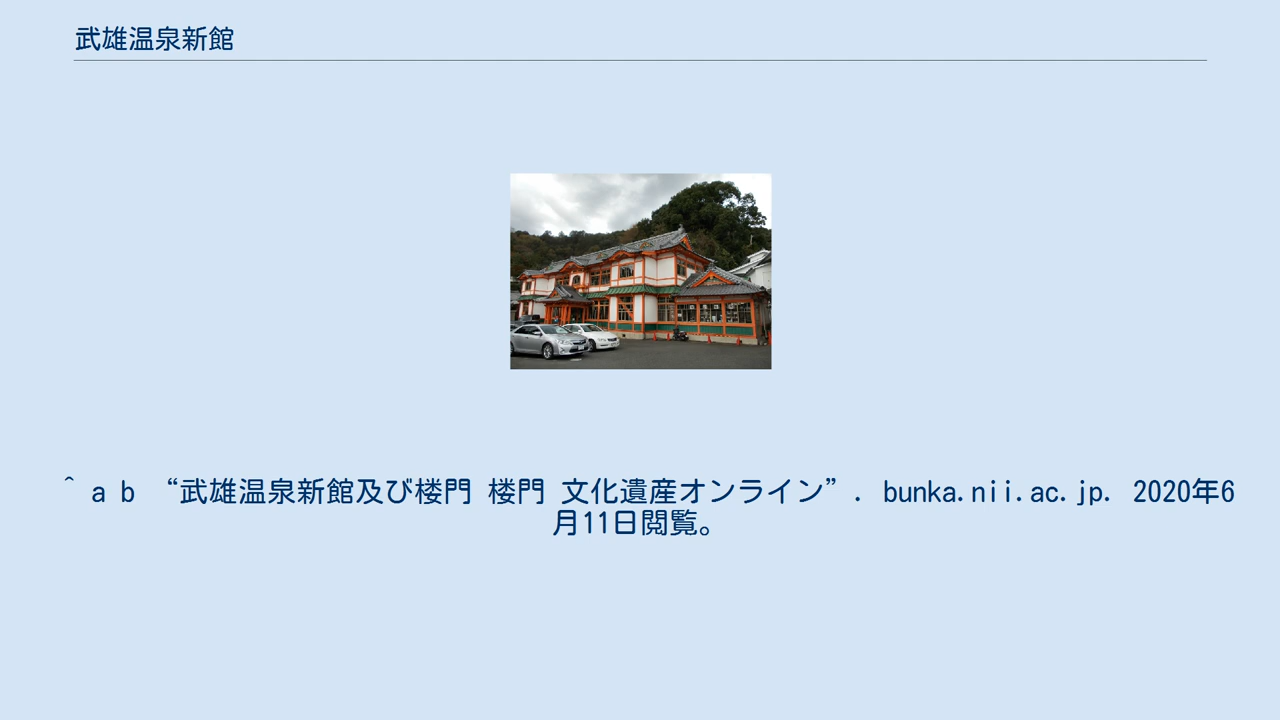 武雄温泉新館
^ a b “武雄温泉新館及び楼門 楼門 文化遺産オンライン”. bunka.nii.ac.jp. 2020年6
月11日閲覧。